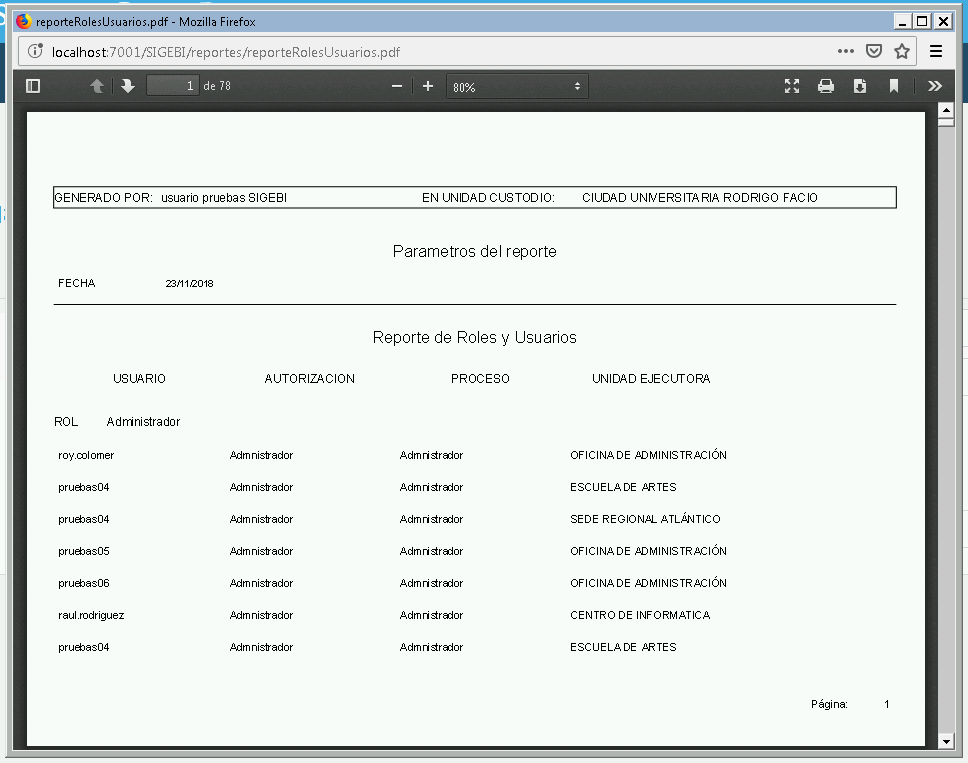 reporteRolesUsuarios.pdf - Mozilla Firefox
localhost:7001/SIGEBI/reportes/reporteRolesUsuarios.pdf
1 de 78 80%
GENERADO POR: usuario pruebas SIGEBI EN UNIDAD CUSTODIO: CIUDAD UNIVERSITARIA RODRIGO FACIO
Parametros del reporte
FECHA 23/11/2018
Reporte de Roles y Usuarios
USUARIO AUTORIZACION PROCESO UNIDAD EJECUTORA
ROL Administrador
roy.colomer Administrador Administrador OFICINA DE ADMINISTRACIÓN
pruebas04 Administrador Administrador ESCUELA DE ARTES
pruebas04 Administrador Administrador SEDE REGIONAL ATLÁNTICO
pruebas05 Administrador Administrador OFICINA DE ADMINISTRACIÓN
pruebas06 Administrador Administrador OFICINA DE ADMINISTRACIÓN
raul.rodriguez Administrador Administrador CENTRO DE INFORMATICA
pruebas04 Administrador Administrador ESCUELA DE ARTES
Página: 1